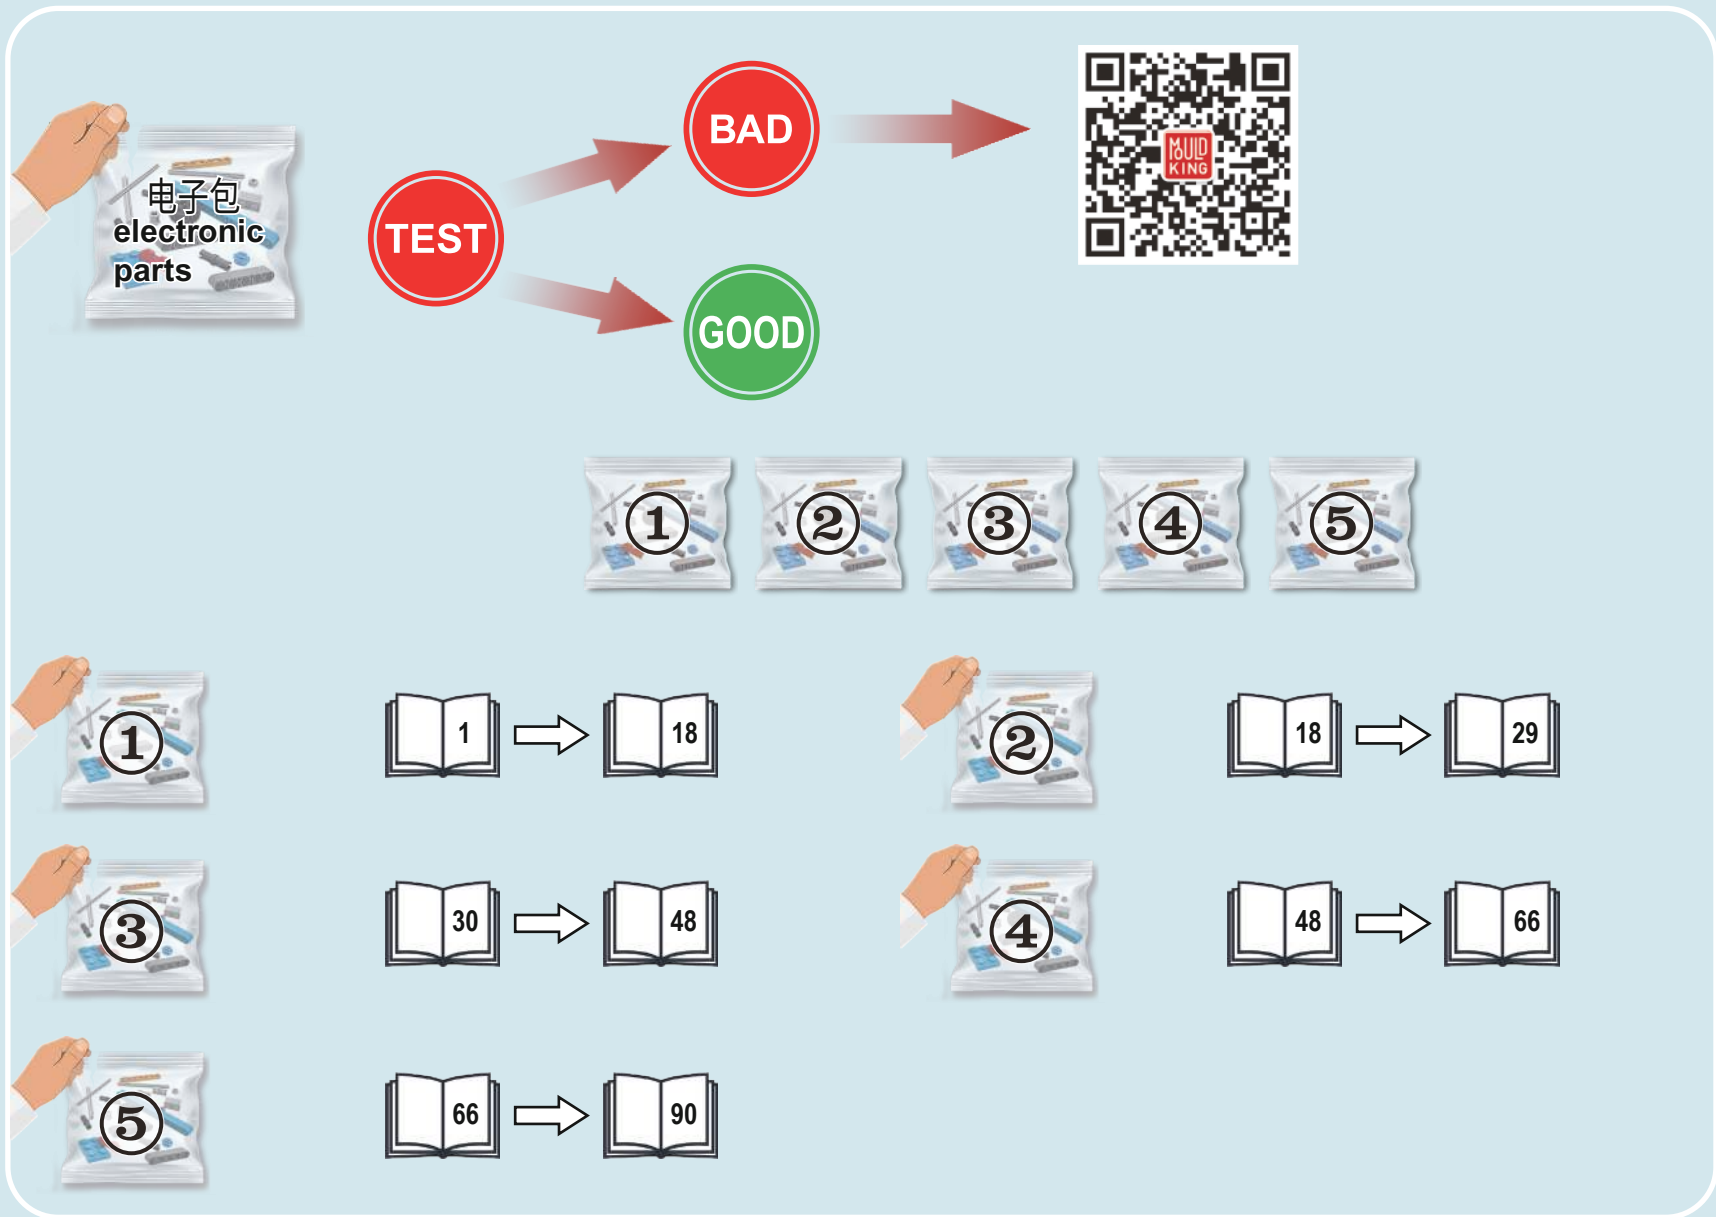 电子包
electronic
parts
TEST
BAD
GOOD
MOULD
KING
① ② ③ ④ ⑤
① 1 18
② 18 29
③ 30 48
④ 48 66
⑤ 66 90